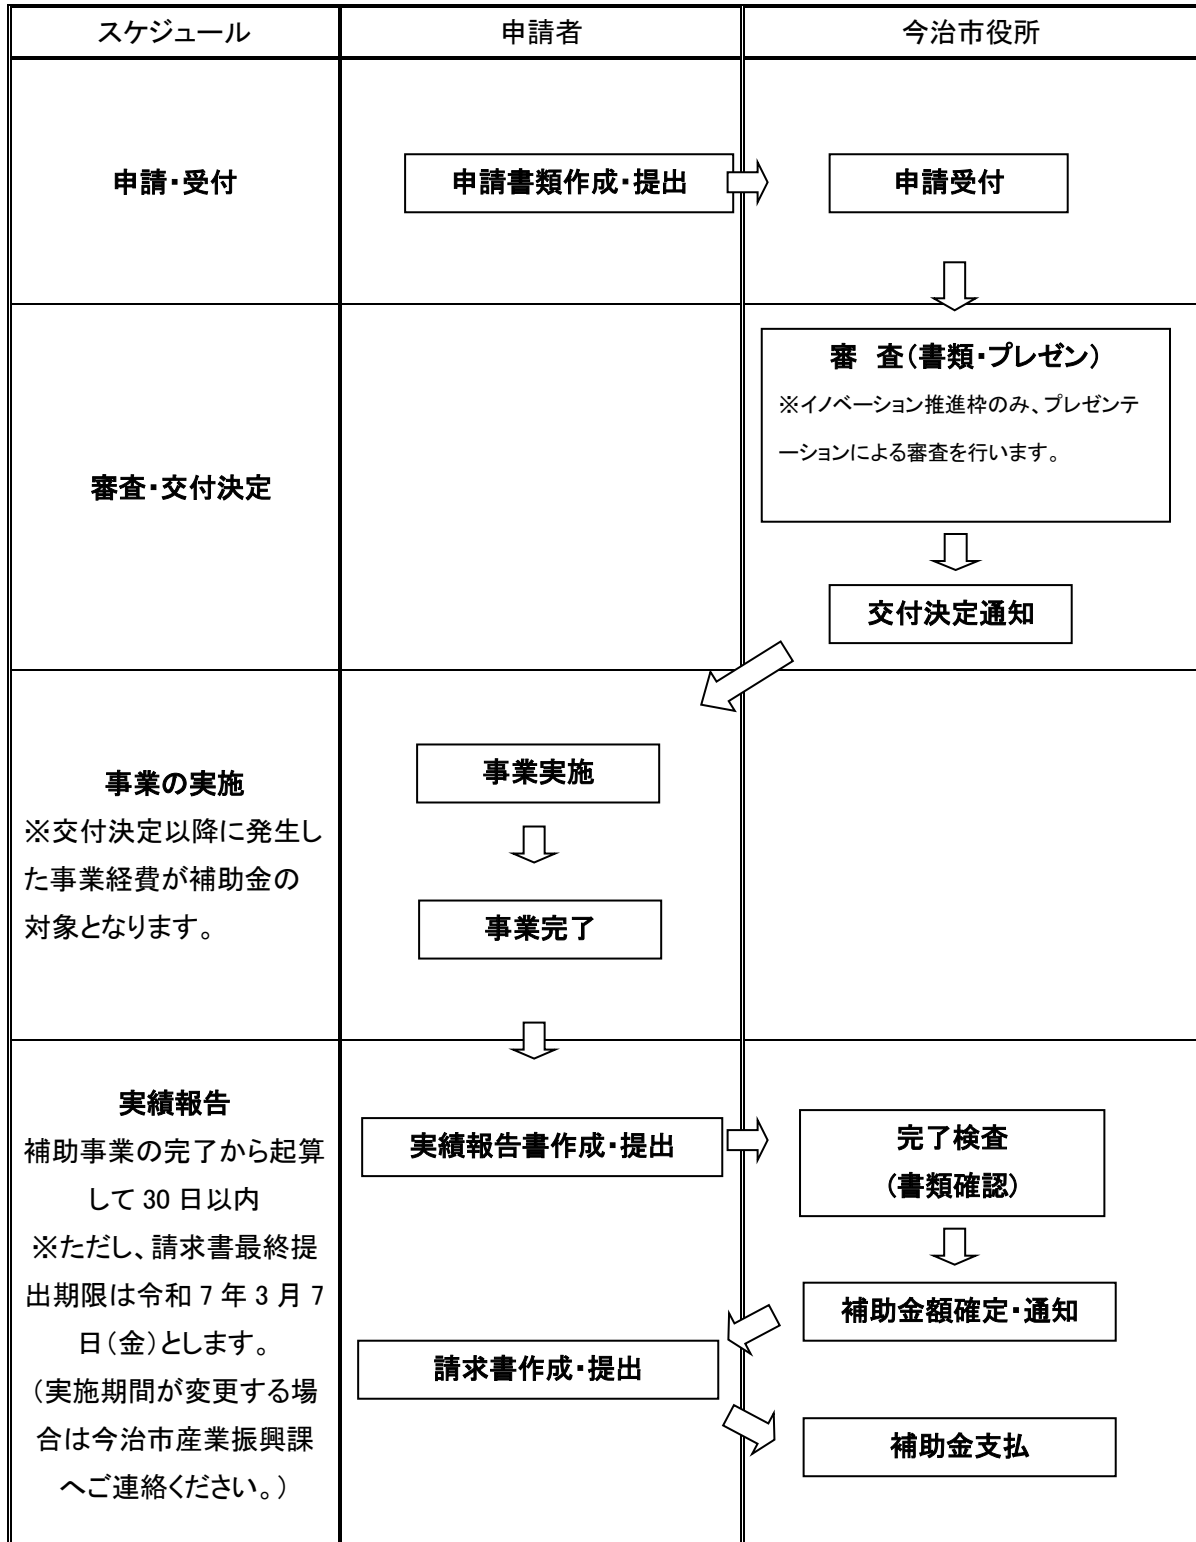 スケジュール
申請者
今治市役所
申請・受付
申請書類作成・提出
申請受付
審査・交付決定
審　査（書類・プレゼン）
※イノベーション推進枠のみ、プレゼンテ
ーションによる審査を行います。
交付決定通知
事業の実施
※交付決定以降に発生し
た事業経費が補助金の
対象となります。
事業実施
事業完了
実績報告
補助事業の完了から起算
して 30 日以内
※ただし、請求書最終提
出期限は令和 7 年 3 月 7
日（金）とします。
（実施期間が変更する場
合は今治市産業振興課
へご連絡ください。）
実績報告書作成・提出
完了検査
（書類確認）
補助金額確定・通知
請求書作成・提出
補助金支払